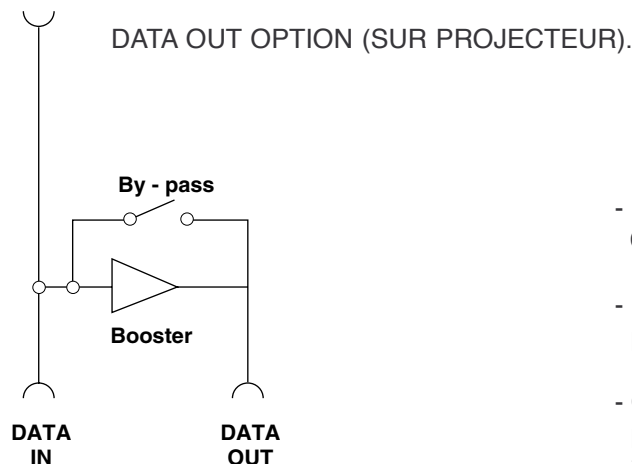 DATA OUT OPTION (SUR PROJECTEUR).
By - pass
-
-
Booster
-
DATA
IN
DATA
OUT